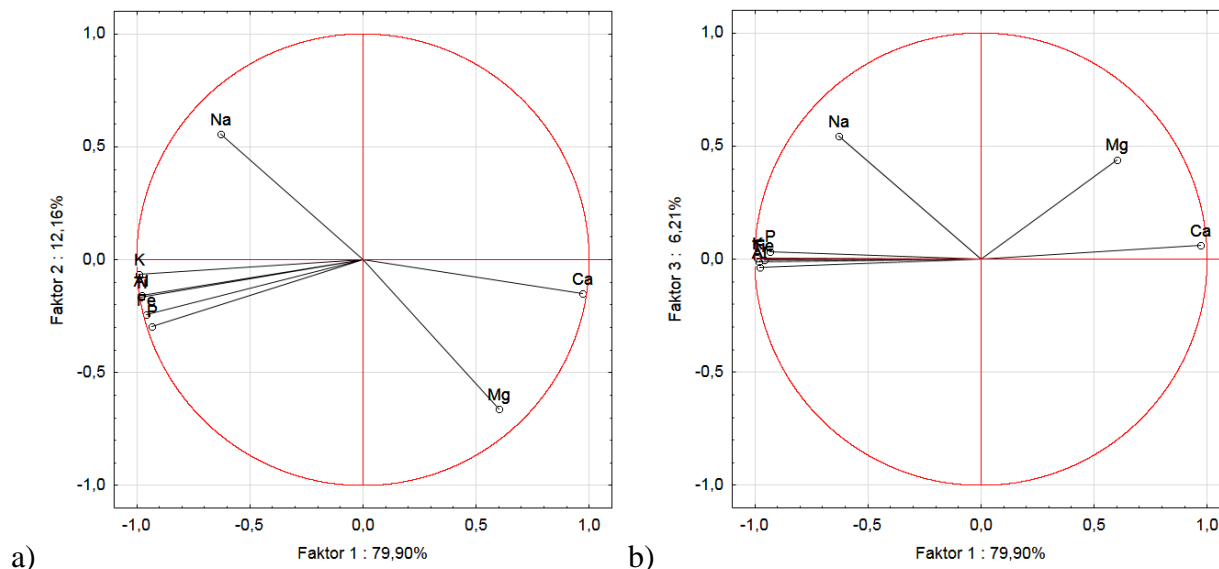 1,0
Na
0,5
Faktor 2 : 12,16%
0,0
K
Al
Fe
P
Ca
-0,5
Mg
-1,0
-1,0 -0,5 0,0 0,5 1,0
a)
Faktor 1 : 79,90%
1,0
Na
0,5
Mg
Faktor 3 : 6,21%
P
Ca
0,0
-0,5
-1,0
-1,0 -0,5 0,0 0,5 1,0
b)
Faktor 1 : 79,90%